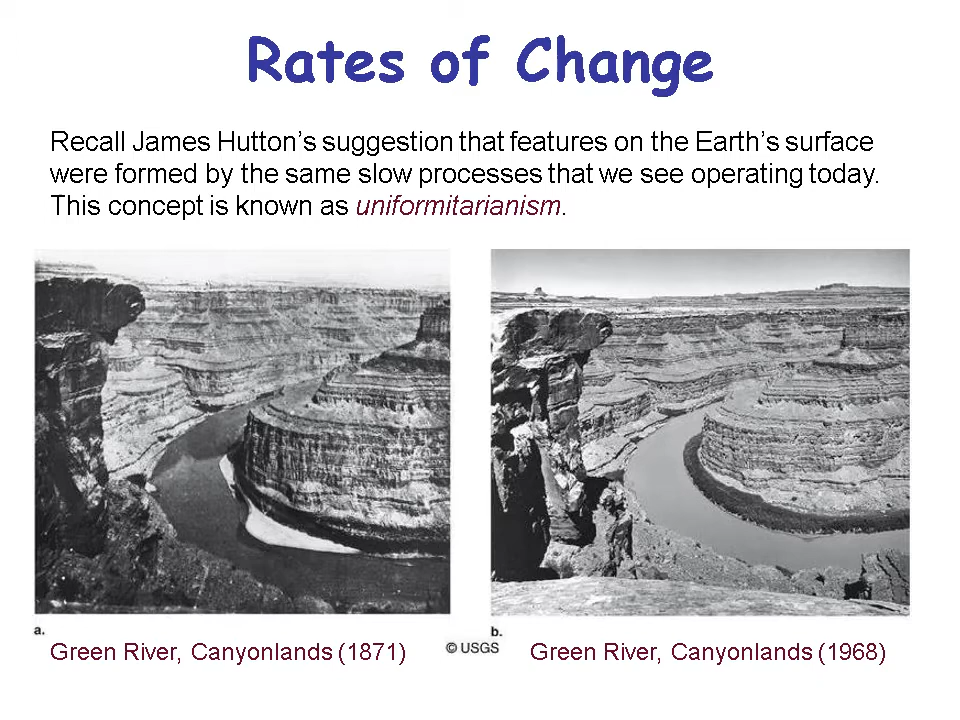 Rates of Change
Recall James Hutton’s suggestion that features on the Earth’s surface
were formed by the same slow processes that we see operating today.
This concept is known as uniformitarianism.
a.
b.
Green River, Canyonlands (1871)
© USGS
Green River, Canyonlands (1968)